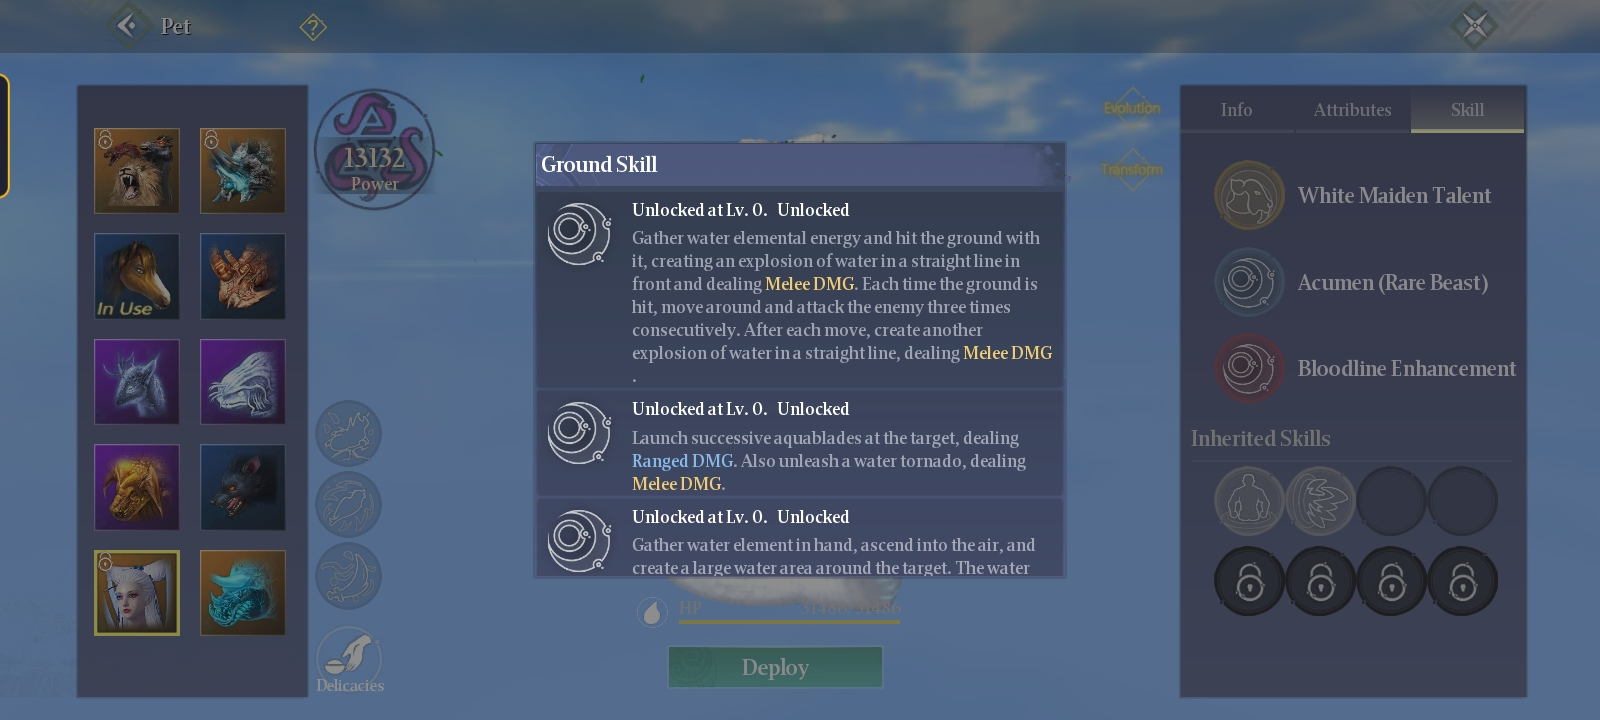 Pet
?
13132
Power
In Use
Delicacies
Evolution
Transform
Ground Skill
Unlocked at Lv. 0. Unlocked
Gather water elemental energy and hit the ground with
it, creating an explosion of water in a straight line in
front and dealing Melee DMG. Each time the ground is
hit, move around and attack the enemy three times
consecutively. After each move, create another
explosion of water in a straight line, dealing Melee DMG
.
Unlocked at Lv. 0. Unlocked
Launch successive aquablades at the target, dealing
Ranged DMG. Also unleash a water tornado, dealing
Melee DMG.
Unlocked at Lv. 0. Unlocked
Gather water element in hand, ascend into the air, and
create a large water area around the target. The water
HP 31486/31486
Deploy
Info Attributes Skill
White Maiden Talent
Acumen (Rare Beast)
Bloodline Enhancement
Inherited Skills